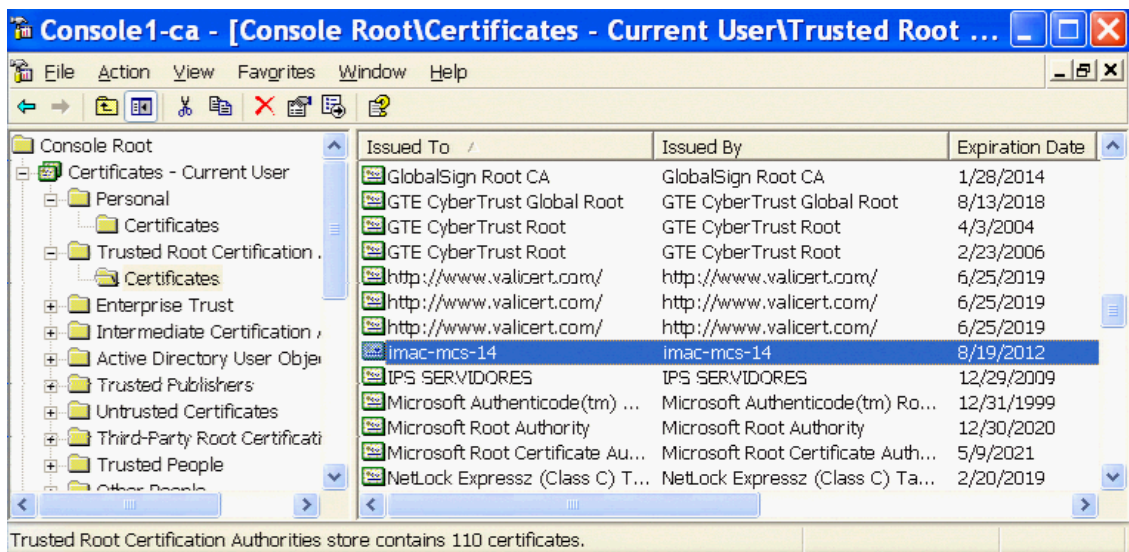 Console1-ca - [Console Root\Certificates - Current User\Trusted Root ...
File Action View Favorites Window Help
Console Root
Certificates - Current User
Personal
Certificates
Trusted Root Certification .
Certificates
Enterprise Trust
Intermediate Certification
Active Directory User Obje
Trusted Publishers
Untrusted Certificates
Third-Party Root Certificati
Trusted People
Other People
Issued To Issued By Expiration Date
GlobalSign Root CA GlobalSign Root CA 1/28/2014
GTE CyberTrust Global Root GTE CyberTrust Global Root 8/13/2018
GTE CyberTrust Root GTE CyberTrust Root 4/3/2004
GTE CyberTrust Root GTE CyberTrust Root 2/23/2006
http://www.valicert.com/ http://www.valicert.com/ 6/25/2019
http://www.valicert.com/ http://www.valicert.com/ 6/25/2019
http://www.valicert.com/ http://www.valicert.com/ 6/25/2019
imac-mcs-14 imac-mcs-14 8/19/2012
IPS SERVIDORES IPS SERVIDORES 12/29/2009
Microsoft Authenticode(tm) ... Microsoft Authenticode(tm) Ro... 12/31/1999
Microsoft Root Authority Microsoft Root Authority 12/30/2020
Microsoft Root Certificate Au... Microsoft Root Certificate Auth... 5/9/2021
NetLock Expressz (Class C) T... NetLock Expressz (Class C) Ta... 2/20/2019
Trusted Root Certification Authorities store contains 110 certificates.